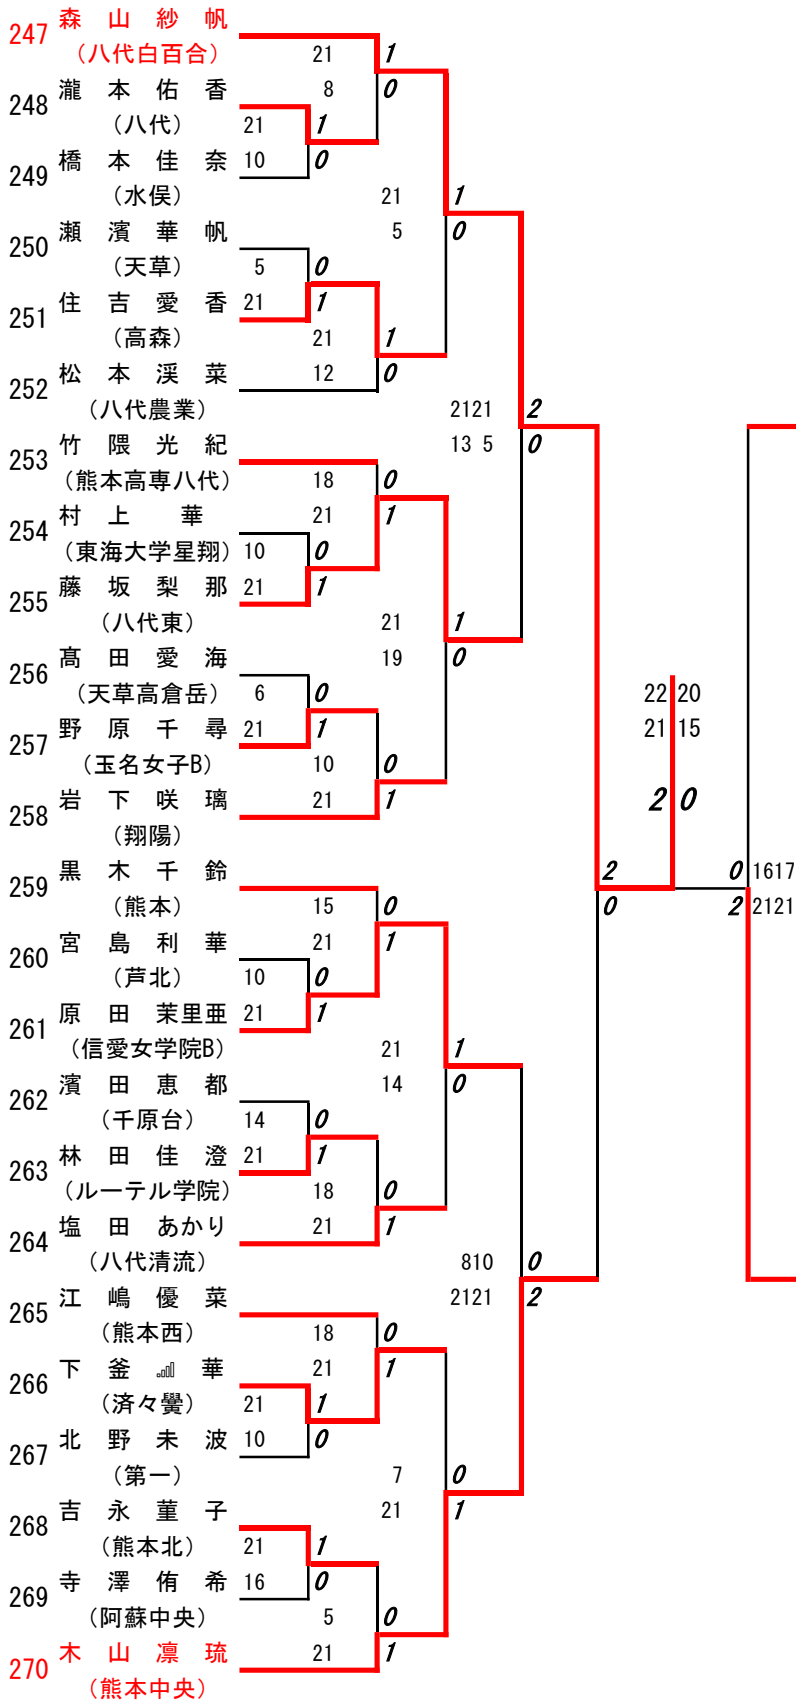 森 山 紗 帆
247
(八代白百合)
21 1
瀧 本 佑 香 8 0
248
(八代) 21 1
橋 本 佳 奈 10 0
249
(水俣) 21 1
瀬 濱 華 帆 5 0
250
(天草) 5 0
住 吉 愛 香 21 1
251
(高森) 21 1
松 本 渓 菜 12 0
252
(八代農業) 2121 2
竹 隈 光 紀 13 5 0
253
(熊本高専八代) 18 0
村 上 華 21 1
254
(東海大学星翔) 10 0
藤 坂 梨 那 21 1
255
(八代東) 21 1
髙 田 愛 海 19 0
256
(天草高倉岳) 6 0 22 20
野 原 千 尋 21 1 21 15
257
(玉名女子B) 10 0
岩 下 咲 璃 21 1 2 0
258
(翔陽)
黒 木 千 鈴 2 0 1617
259
(熊本) 15 0 0 2 2121
宮 島 利 華 21 1
260
(芦北) 10 0
原 田 茉里亜 21 1
261
(信愛女学院B) 21 1
濱 田 恵 都 14 0
262
(千原台) 14 0
林 田 佳 澄 21 1
263
(ルーテル学院) 18 0
塩 田 あかり 21 1
264
(八代清流) 810 0
江 嶋 優 菜 2121 2
265
(熊本西) 18 0
下 釜 華 21 1
266
(済々黌) 21 1
北 野 未 波 10 0
267
(第一) 7 0
吉 永 菫 子 21 1
268
(熊本北) 21 1
寺 澤 侑 希 16 0
269
(阿蘇中央) 5 0
木 山 凛 琉 21 1
270
(熊本中央)